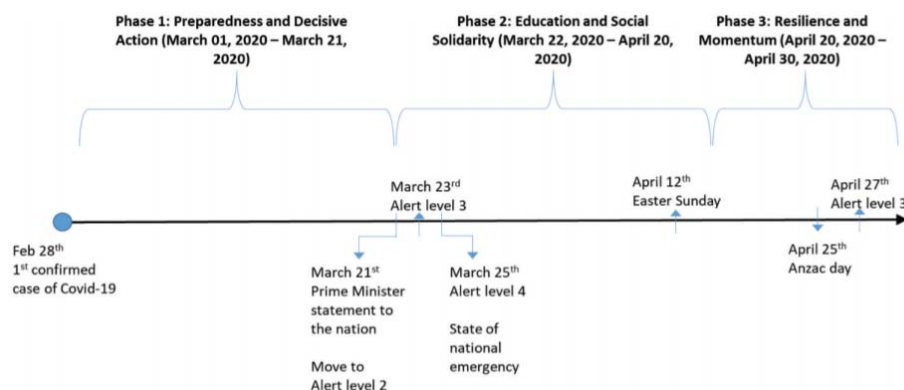 Phase 1: Preparedness and Decisive
Action (March 01, 2020 – March 21,
2020)
Phase 2: Education and Social
Solidarity (March 22, 2020 – April 20,
2020)
Phase 3: Resilience and
Momentum (April 20, 2020 –
April 30, 2020)
March 23rd
Alert level 3
April 12th
Easter Sunday
April 27th
Alert level 3
Feb 28th
1st confirmed
case of Covid-19
March 21st
Prime Minister
statement to
the nation
Move to
Alert level 2
March 25th
Alert level 4
State of
national
emergency
April 25th
Anzac day